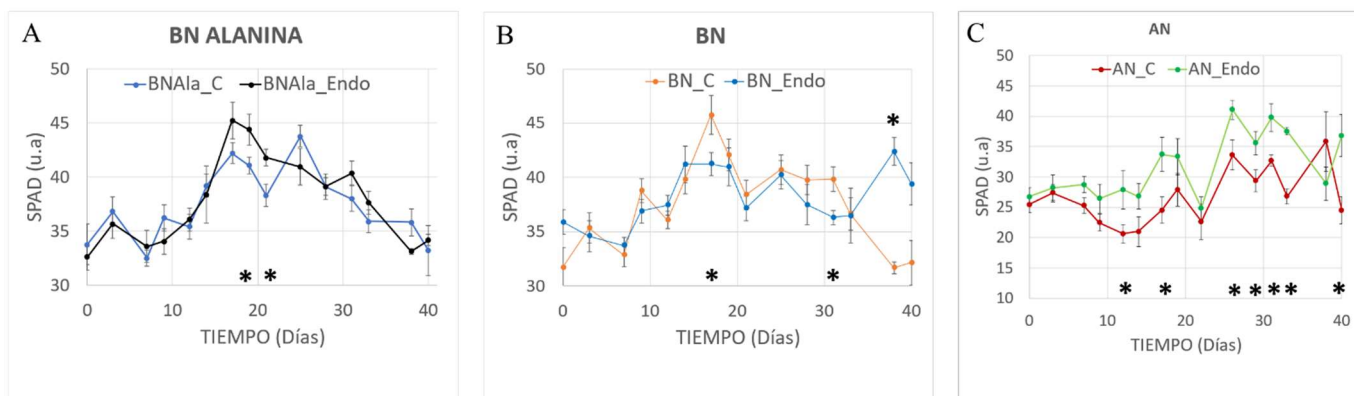 A
BN ALANINA
BNAla_C BNAla_Endo
SPAD (u.a)
50
45
40
35
30
0 10 20 30 40
* *
TIEMPO (Días)
B
BN
BN_C BN_Endo
SPAD (u.a)
50
45
40
35
30
0 10 20 30 40
*
* *
TIEMPO (Días)
C
AN
AN_C AN_Endo
SPAD (u.a)
50
45
40
35
30
25
20
15
10
0 10 20 30 40
* * * * * * *
TIEMPO (Días)